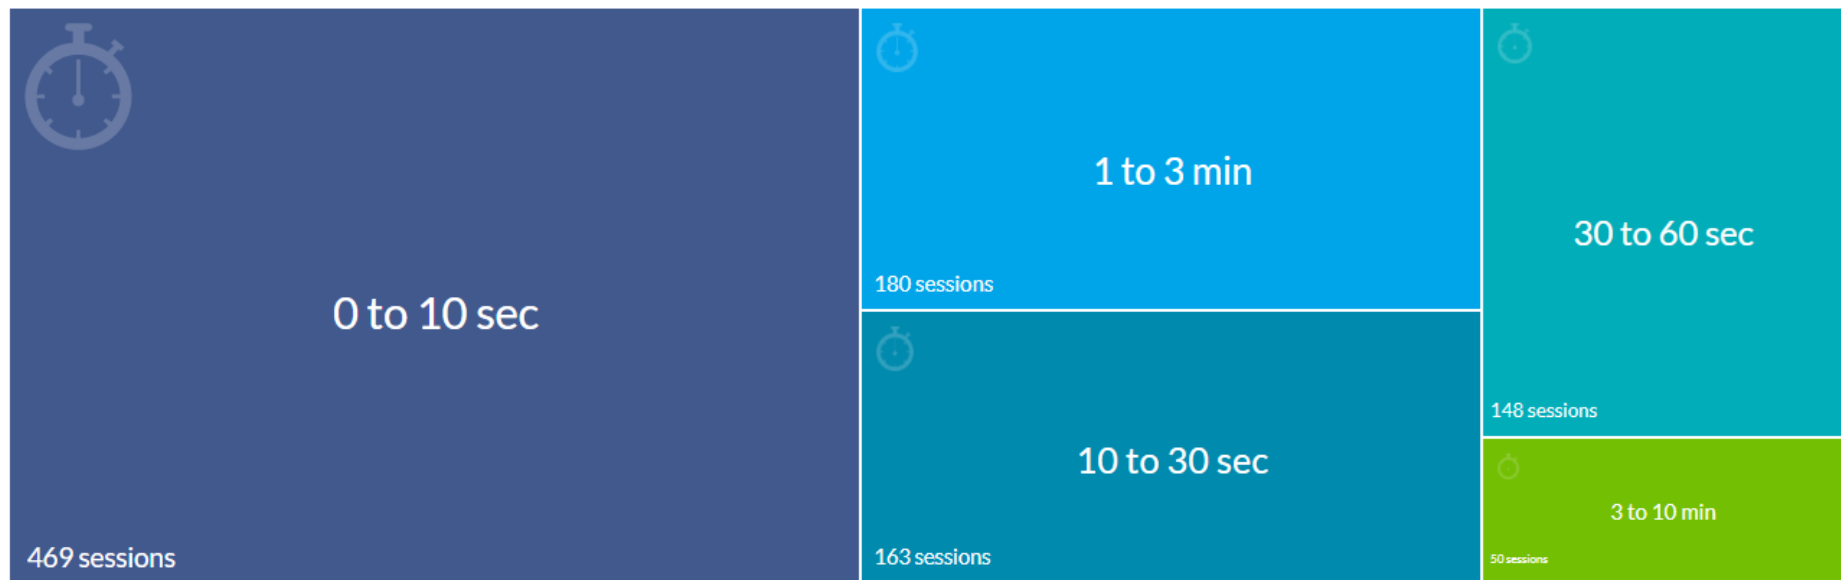 0 to 10 sec
469 sessions
1 to 3 min
180 sessions
10 to 30 sec
163 sessions
30 to 60 sec
148 sessions
3 to 10 min
50 sessions